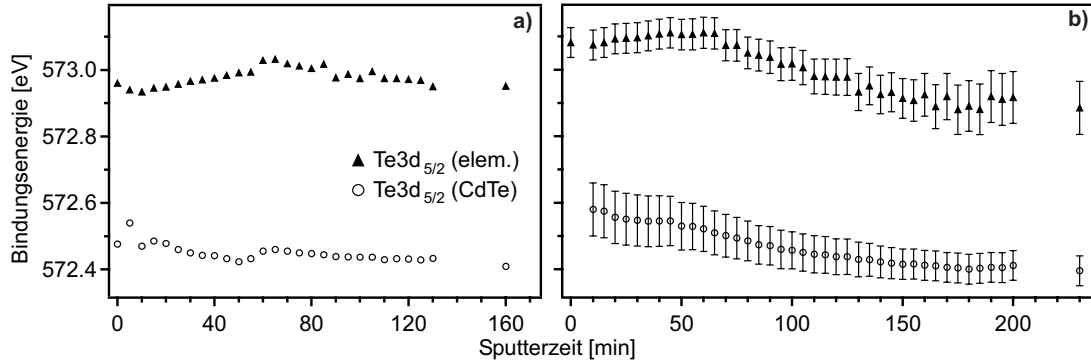 a)
b)
Bindungsenergie [eV]
573.0
572.8
572.6
572.4
▲ Te3d5/2 (elem.)
○ Te3d5/2 (CdTe)
0 40 80 120 160
0 50 100 150 200
Sputterzeit [min]